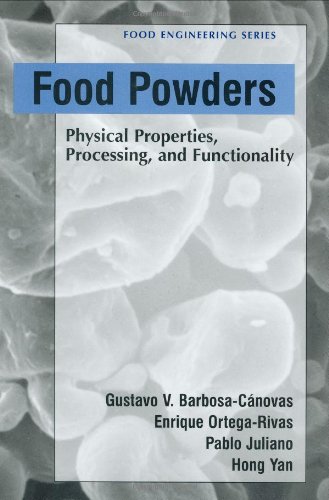 FOOD ENGINEERING SERIES
Food Powders
Physical Properties,
Processing, and Functionality
Gustavo V. Barbosa-Cánovas
Enrique Ortega-Rivas
Pablo Juliano
Hong Yan